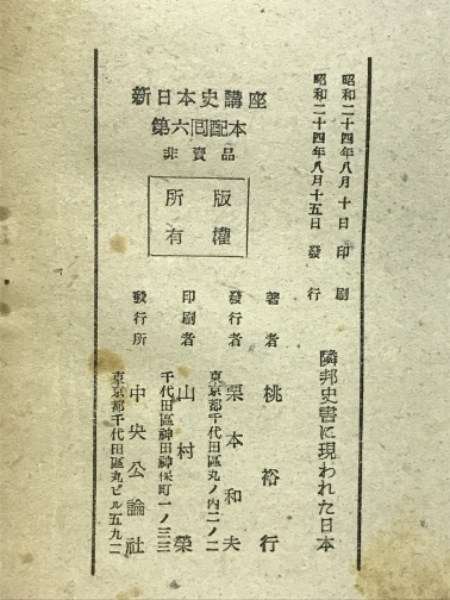 昭和二十四年八月十日 印刷
昭和二十四年八月十五日 發行
新日本史講座
第六回配本
非賣品
版權
所有
隣邦史書に現われた日本
著者 桃裕行
發行者 栗本和夫
東京都千代田區丸ノ内二ノ二
印刷者 山村榮
千代田區神田神保町一ノ三三
發行所 中央公論社
東京都千代田區丸ビル五九二